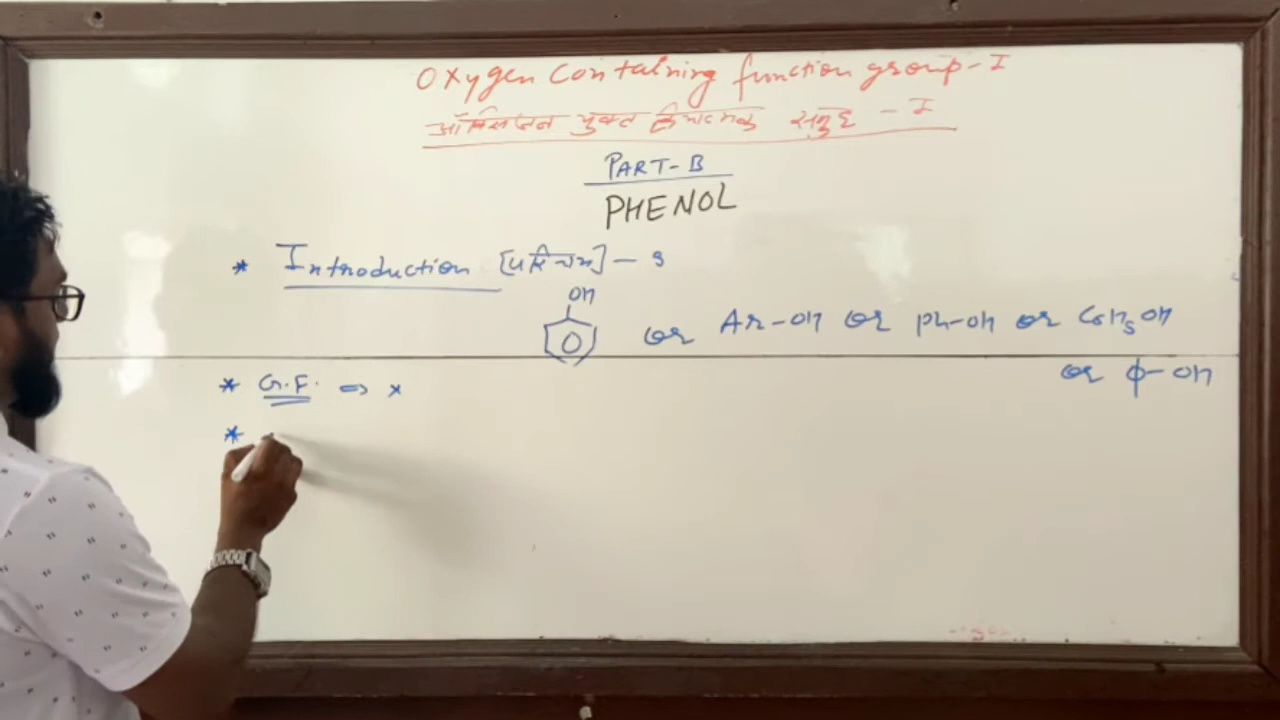 Oxygen Containing function group - I
ऑक्सिजन युक्त क्रियात्मक समुह - I
PART-B
PHENOL
* Introduction [परिचय] - :
OH
or Ar-OH or Ph-OH or C6H5OH
or ϕ-OH
* G.F. ⇒ x
*